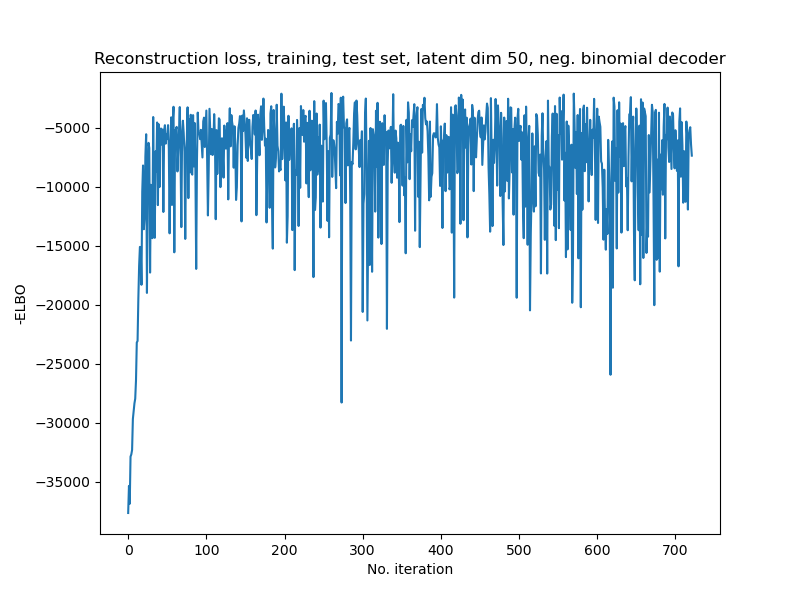 Reconstruction loss, training, test set, latent dim 50, neg. binomial decoder
−5000
−10000
−15000
−20000
−25000
−30000
−35000
-ELBO
0 100 200 300 400 500 600 700
No. iteration